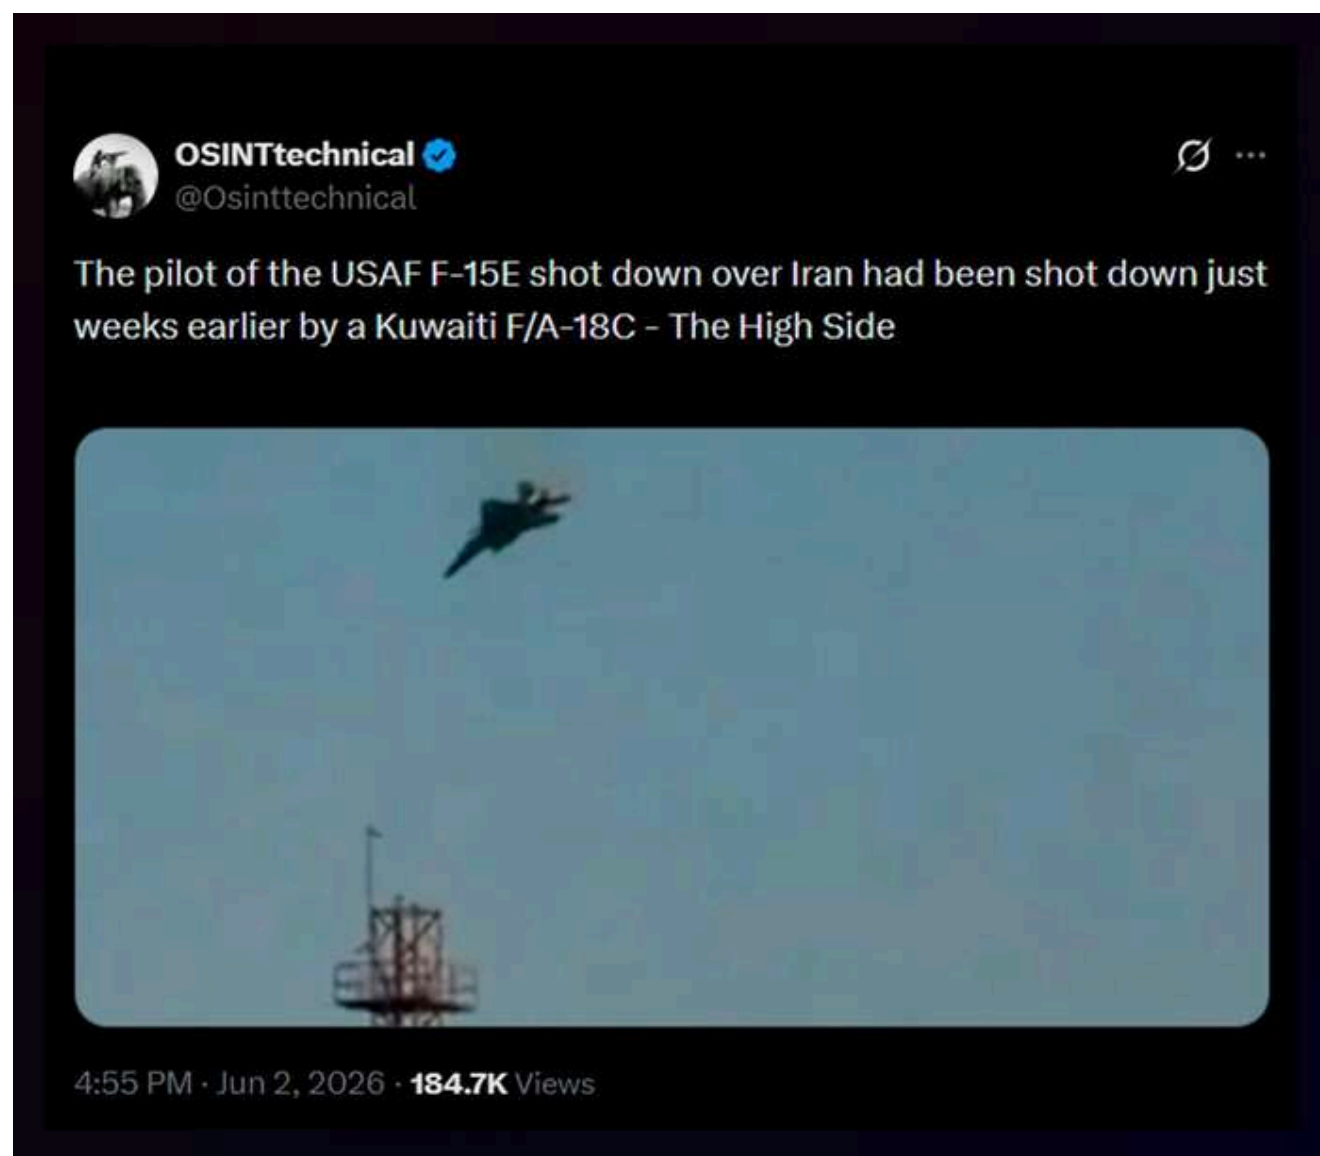 OSINTtechnical
@Osinttechnical
The pilot of the USAF F-15E shot down over Iran had been shot down just
weeks earlier by a Kuwaiti F/A-18C - The High Side
4:55 PM · Jun 2, 2026 · 184.7K Views